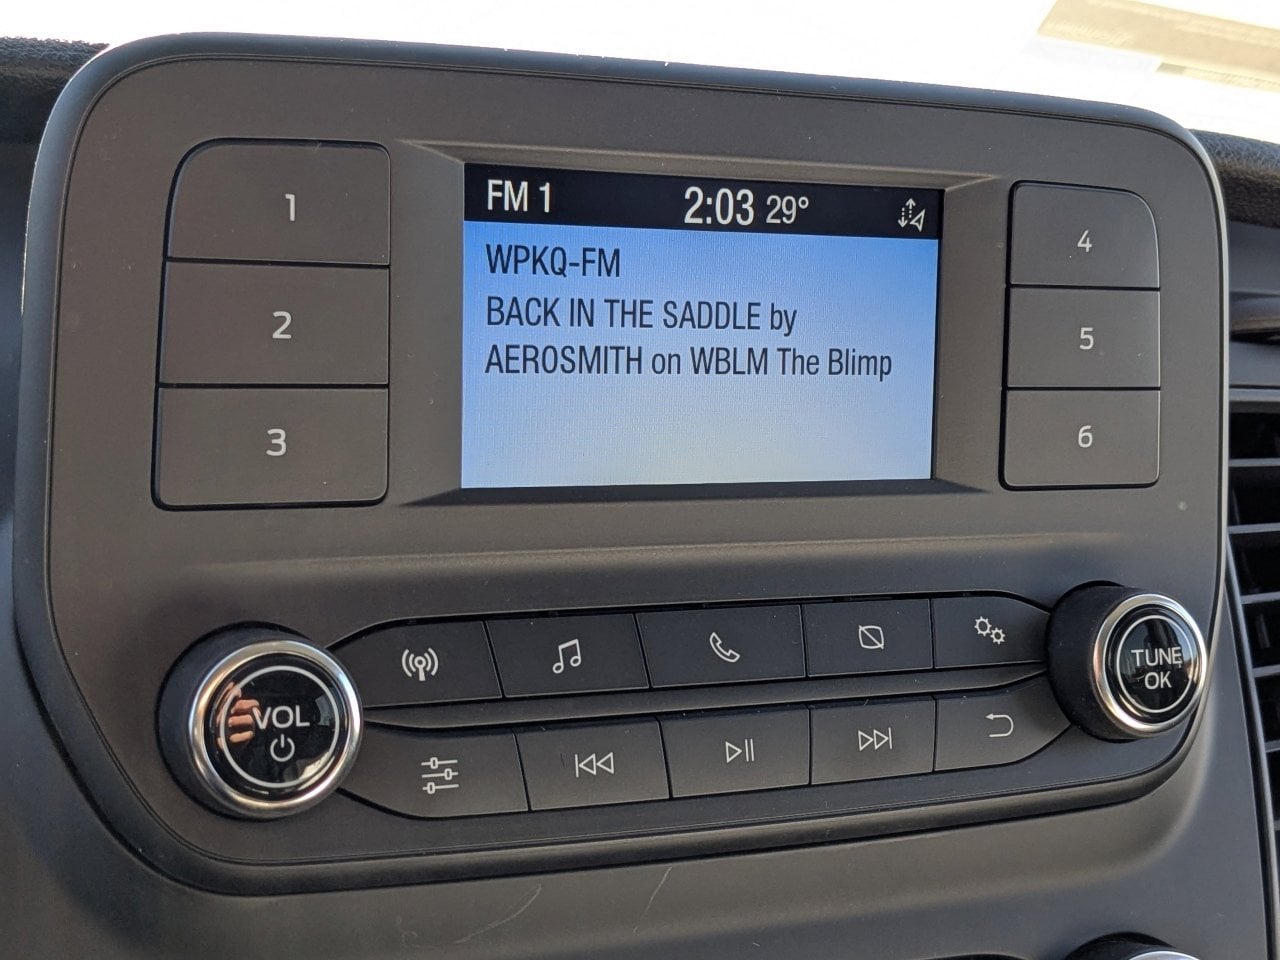 FM 1 2:03 29°
WPKQ-FM
BACK IN THE SADDLE by
AEROSMITH on WBLM The Blimp
1
2
3
4
5
6
VOL
TUNE
OK